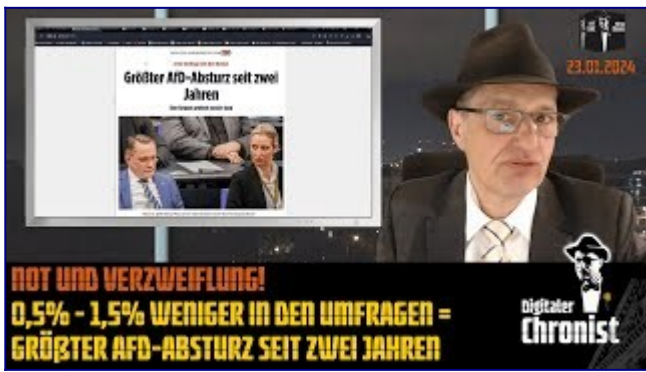 Größter AfD-Absturz seit zwei
Jahren
23.01.2024
NOT UND VERZWEIFLUNG!
0,5% - 1,5% WENIGER IN DEN UMFRAGEN =
GRÖßTER AFD-ABSTURZ SEIT ZWEI JAHREN
Digitaler
Chronist